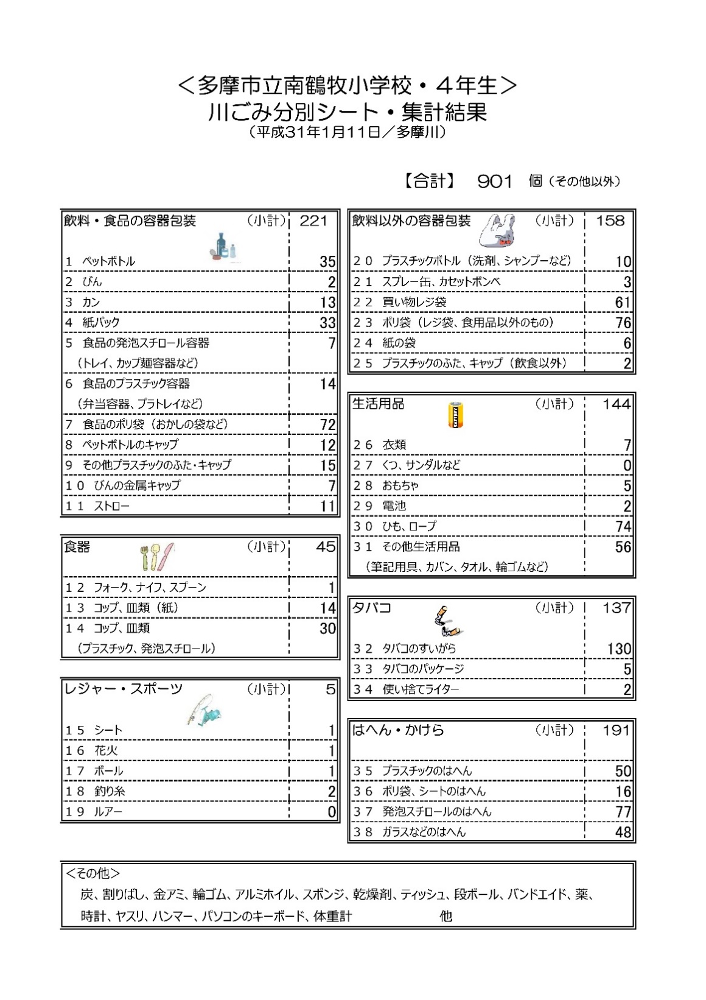 ＜多摩市立南鶴牧小学校・４年生＞
川ごみ分別シート・集計結果
（平成31年1月11日／多摩川）
【合計】 901 個（その他以外）
飲料・食品の容器包装 （小計） 221
1 ペットボトル 35
2 びん 2
3 カン 13
4 紙パック 33
5 食品の発泡スチロール容器 7
（トレイ、カップ麺容器など）
6 食品のプラスチック容器 14
（弁当容器、プラトレイなど）
7 食品のポリ袋（おかしの袋など） 72
8 ペットボトルのキャップ 12
9 その他プラスチックのふた・キャップ 15
１０ びんの金属キャップ 7
１１ ストロー 11
食器 （小計） 45
１２ フォーク、ナイフ、スプーン 1
１３ コップ、皿類（紙） 14
１４ コップ、皿類 30
（プラスチック、発泡スチロール）
レジャー・スポーツ （小計） 5
１５ シート 1
１６ 花火 1
１７ ボール 1
１８ 釣り糸 2
１９ ルアー 0
飲料以外の容器包装 （小計） 158
２０ プラスチックボトル（洗剤、シャンプーなど） 10
２１ スプレー缶、カセットボンベ 3
２２ 買い物レジ袋 61
２３ ポリ袋（レジ袋、食用品以外のもの） 76
２４ 紙の袋 6
２５ プラスチックのふた、キャップ（飲食以外） 2
生活用品 （小計） 144
BATTERY
２６ 衣類 7
２７ くつ、サンダルなど 0
２８ おもちゃ 5
２９ 電池 2
３０ ひも、ロープ 74
３１ その他生活用品 56
（筆記用具、カバン、タオル、輪ゴムなど）
タバコ （小計） 137
３２ タバコのすいがら 130
３３ タバコのパッケージ 5
３４ 使い捨てライター 2
はへん・かけら （小計） 191
３５ プラスチックのはへん 50
３６ ポリ袋、シートのはへん 16
３７ 発泡スチロールのはへん 77
３８ ガラスなどのはへん 48
＜その他＞
炭、割りばし、金アミ、輪ゴム、アルミホイル、スポンジ、乾燥剤、ティッシュ、段ボール、バンドエイド、薬、
時計、ヤスリ、ハンマー、パソコンのキーボード、体重計 他